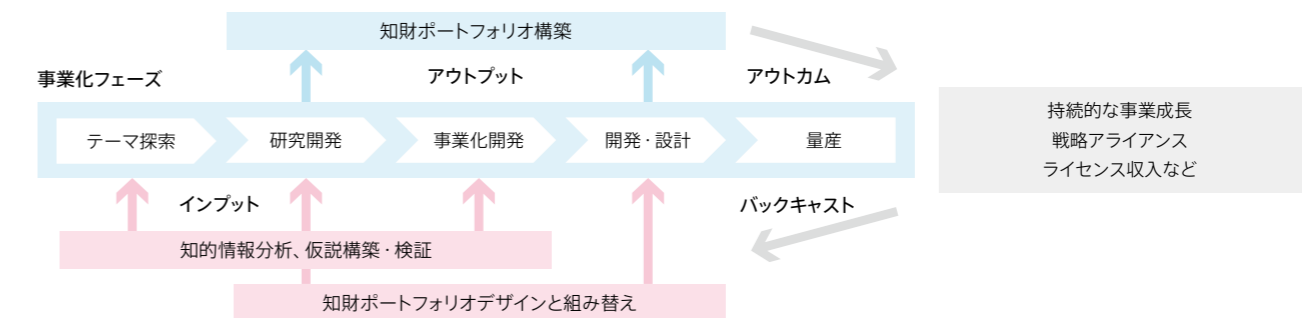 知財ポートフォリオ構築
事業化フェーズ
アウトプット
アウトカム
テーマ探索
研究開発
事業化開発
開発・設計
量産
持続的な事業成長
戦略アライアンス
ライセンス収入など
インプット
バックキャスト
知的情報分析、仮説構築・検証
知財ポートフォリオデザインと組み替え